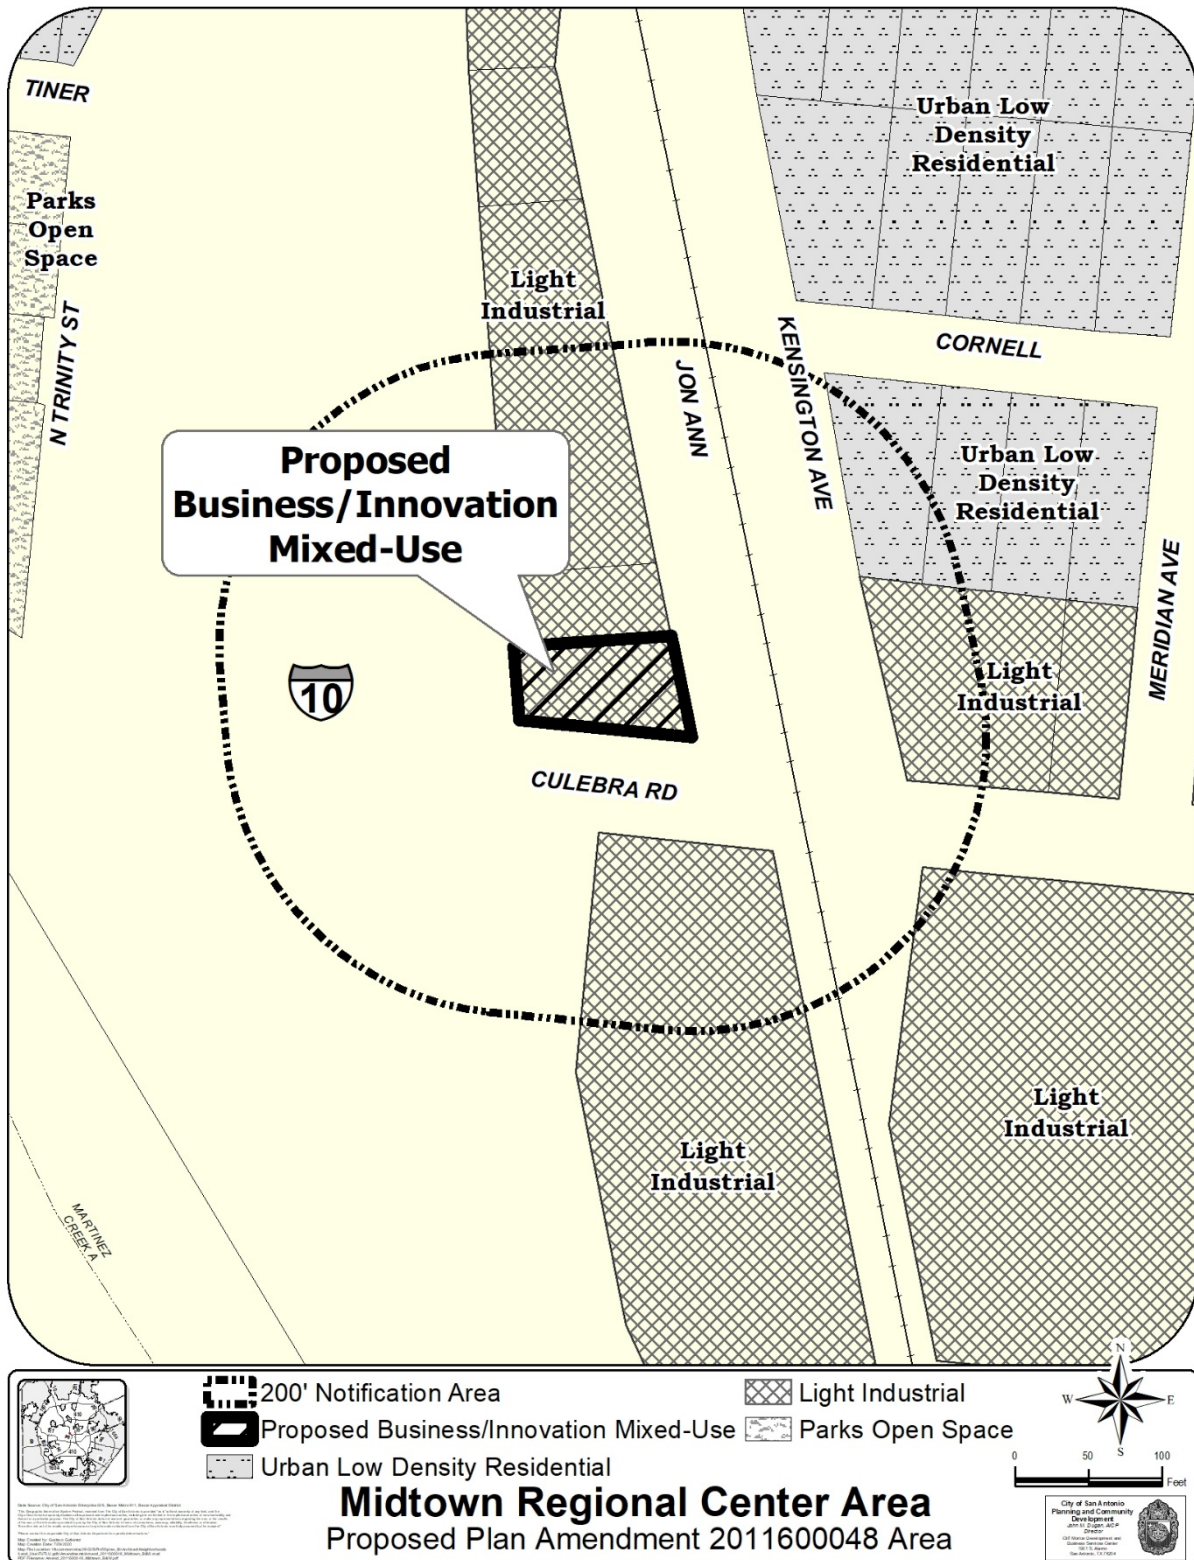 TINER
Parks
Open
Space
N TRINITY ST
Urban Low
Density
Residential
Light
Industrial
CORNELL
JON ANN
KENSINGTON AVE
Proposed
Business/Innovation
Mixed-Use
Urban Low
Density
Residential
MERIDIAN AVE
10
Light
Industrial
CULEBRA RD
Light
Industrial
Light
Industrial
MARTINEZ
CREEK A
200' Notification Area
Proposed Business/Innovation Mixed-Use
Urban Low Density Residential
Light Industrial
Parks Open Space
N
W
E
S
0 50 100
Feet
Midtown Regional Center Area
Proposed Plan Amendment 2011600048 Area
City of San Antonio
Planning and Community
Development